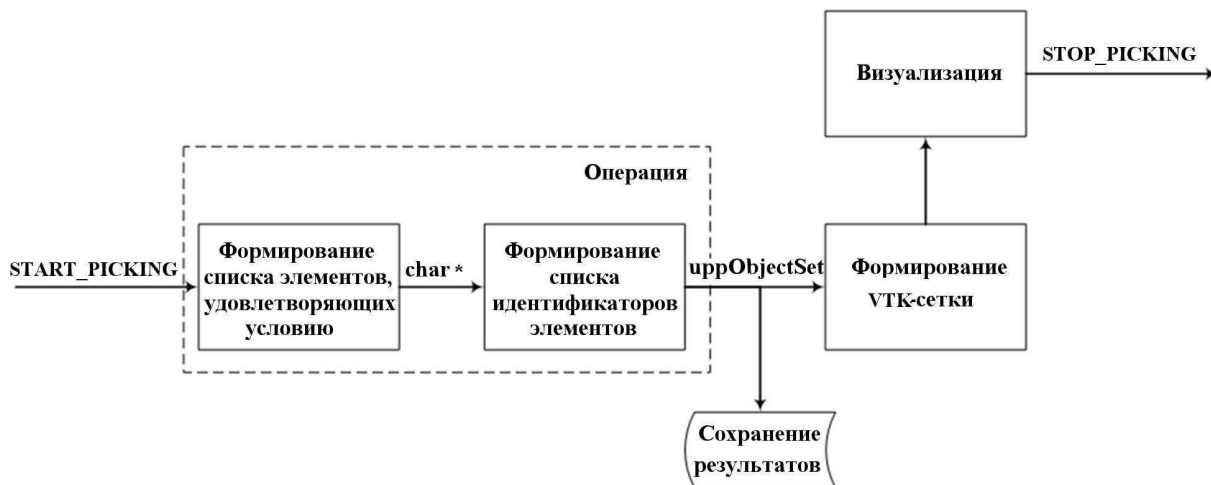 Визуализация
STOP_PICKING
Операция
START_PICKING
Формирование
списка элементов,
удовлетворяющих
условию
char *
Формирование
списка
идентификаторов
элементов
uppObjectSet
Формирование
VTK-сетки
Сохранение
результатов